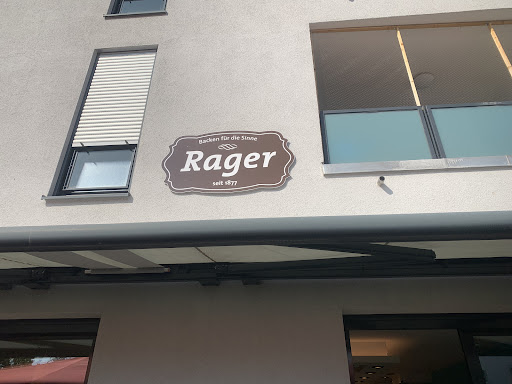 Backen für die Sinne
Rager
seit 1877